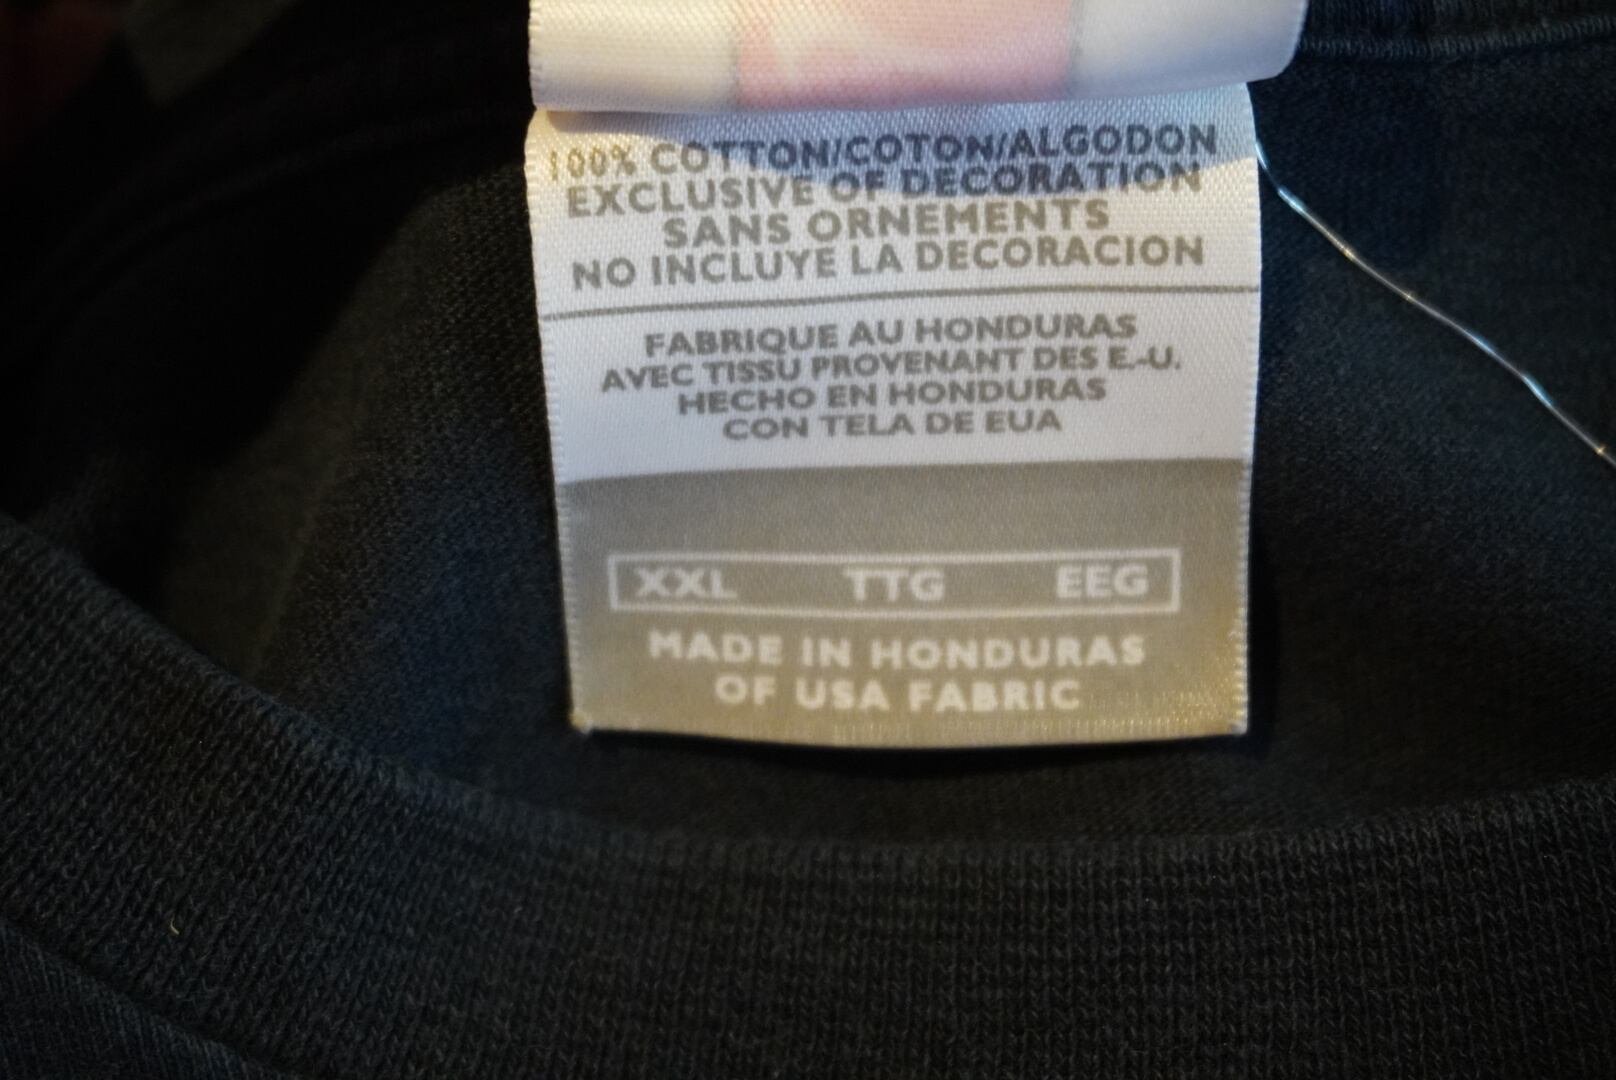 100% COTTON/COTON/ALGODON
EXCLUSIVE OF DECORATION
SANS ORNEMENTS
NO INCLUYE LA DECORACION
FABRIQUE AU HONDURAS
AVEC TISSU PROVENANT DES E.-U.
HECHO EN HONDURAS
CON TELA DE EUA
XXL TTG EEG
MADE IN HONDURAS
OF USA FABRIC